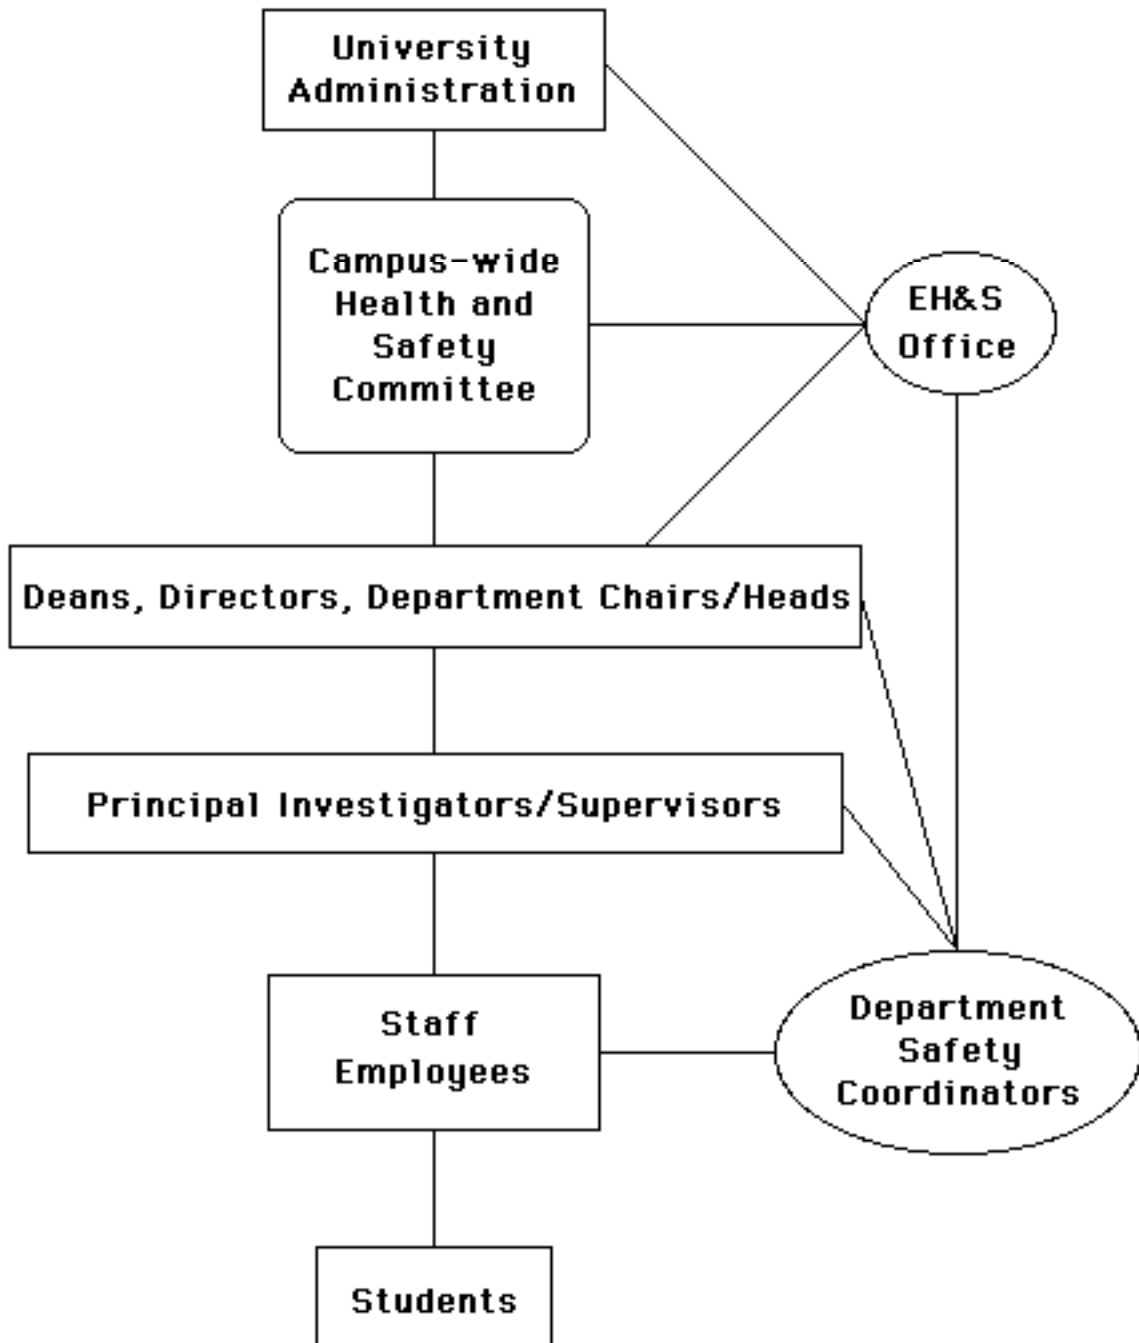 University
Administration
Campus-wide
Health and
Safety
Committee
EH&S
Office
Deans, Directors, Department Chairs/Heads
Principal Investigators/Supervisors
Staff
Employees
Department
Safety
Coordinators
Students